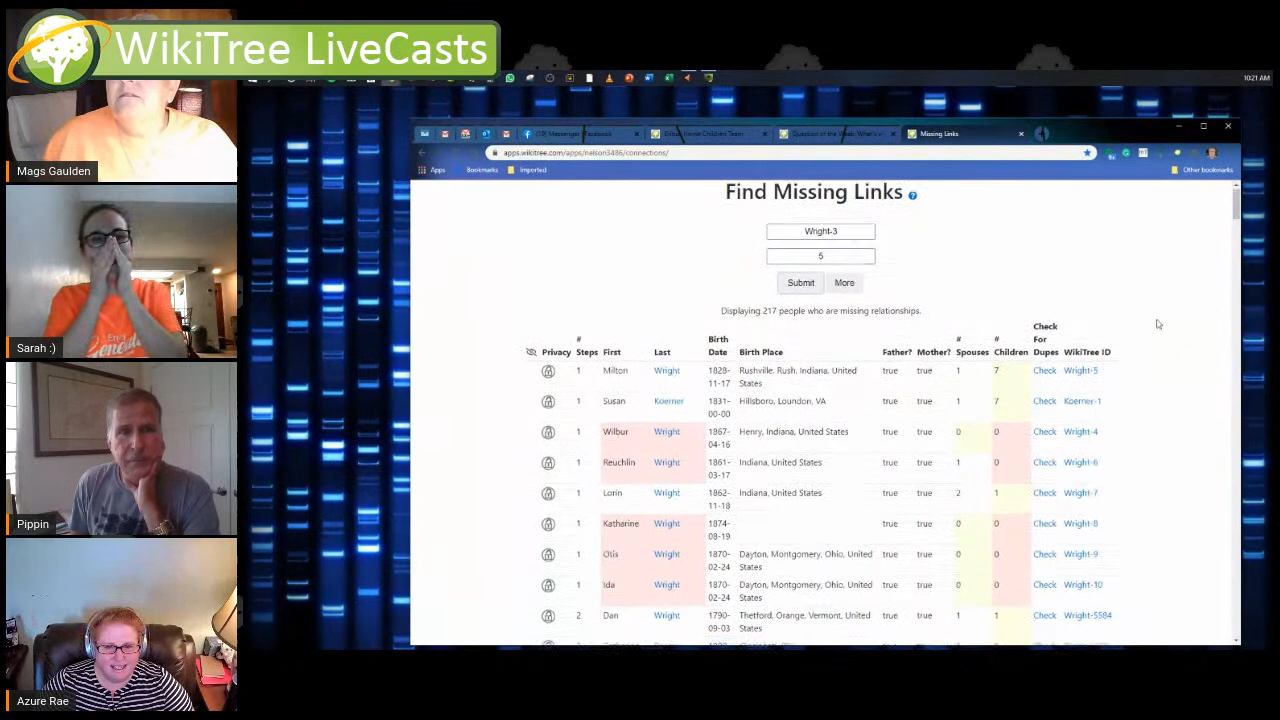 WikiTree LiveCasts
10:21 AM
Missing Links
apps.wikitree.com/apps/nelson3486/connections/
Apps Bookmarks Imported Other bookmarks
Find Missing Links
Wright-3
5
Submit More
Displaying 217 people who are missing relationships.
Privacy # Steps First Last Birth Date Birth Place Father? Mother? # Spouses # Children Check For Dupes WikiTree ID
1 Milton Wright 1828-11-17 Rushville, Rush, Indiana, United States true true 1 7 Check Wright-5
1 Susan Koerner 1831-00-00 Hillsboro, Loundon, VA true true 1 7 Check Koerner-1
1 Wilbur Wright 1867-04-16 Henry, Indiana, United States true true 0 0 Check Wright-4
1 Reuchlin Wright 1861-03-17 Indiana, United States true true 1 0 Check Wright-6
1 Lorin Wright 1862-11-18 Indiana, United States true true 2 1 Check Wright-7
1 Katharine Wright 1874-08-19 true true 0 0 Check Wright-8
1 Otis Wright 1870-02-24 Dayton, Montgomery, Ohio, United States true true 0 0 Check Wright-9
1 Ida Wright 1870-02-24 Dayton, Montgomery, Ohio, United States true true 0 0 Check Wright-10
2 Dan Wright 1790-09-03 Thetford, Orange, Vermont, United States true true 1 1 Check Wright-5584
Mags Gaulden
Sarah :)
Pippin
Azure Rae